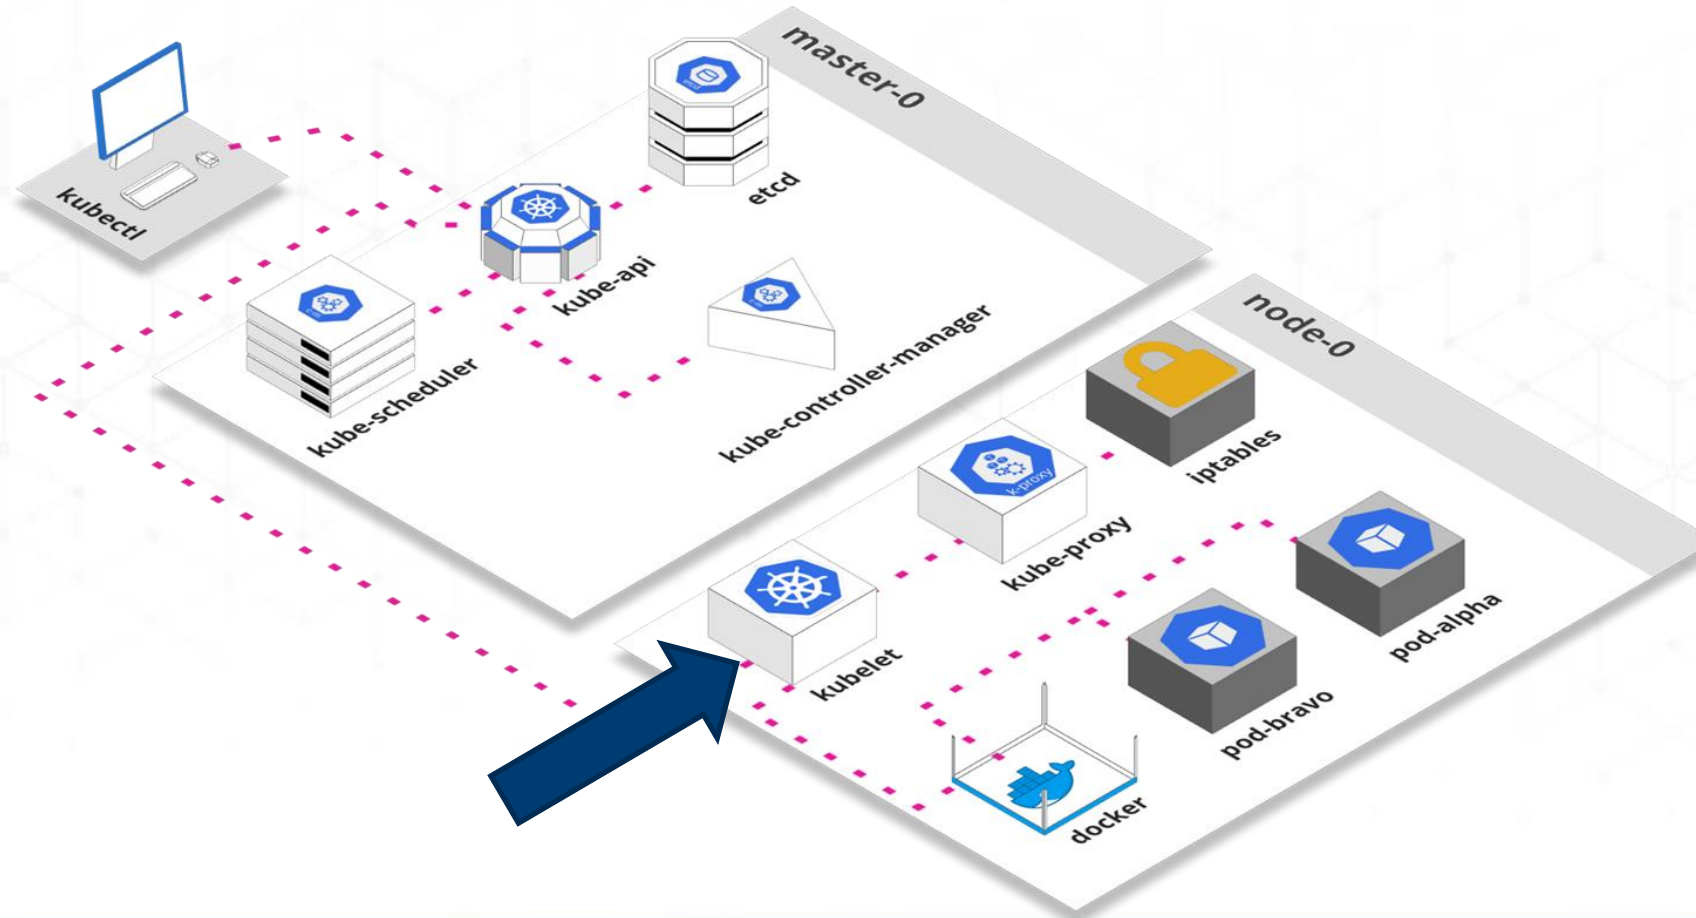 master-0
etcd
kubectl
kube-api
kube-controller-manager
kube-scheduler
node-0
iptables
k-proxy
kube-proxy
kubelet
pod-alpha
pod-bravo
docker